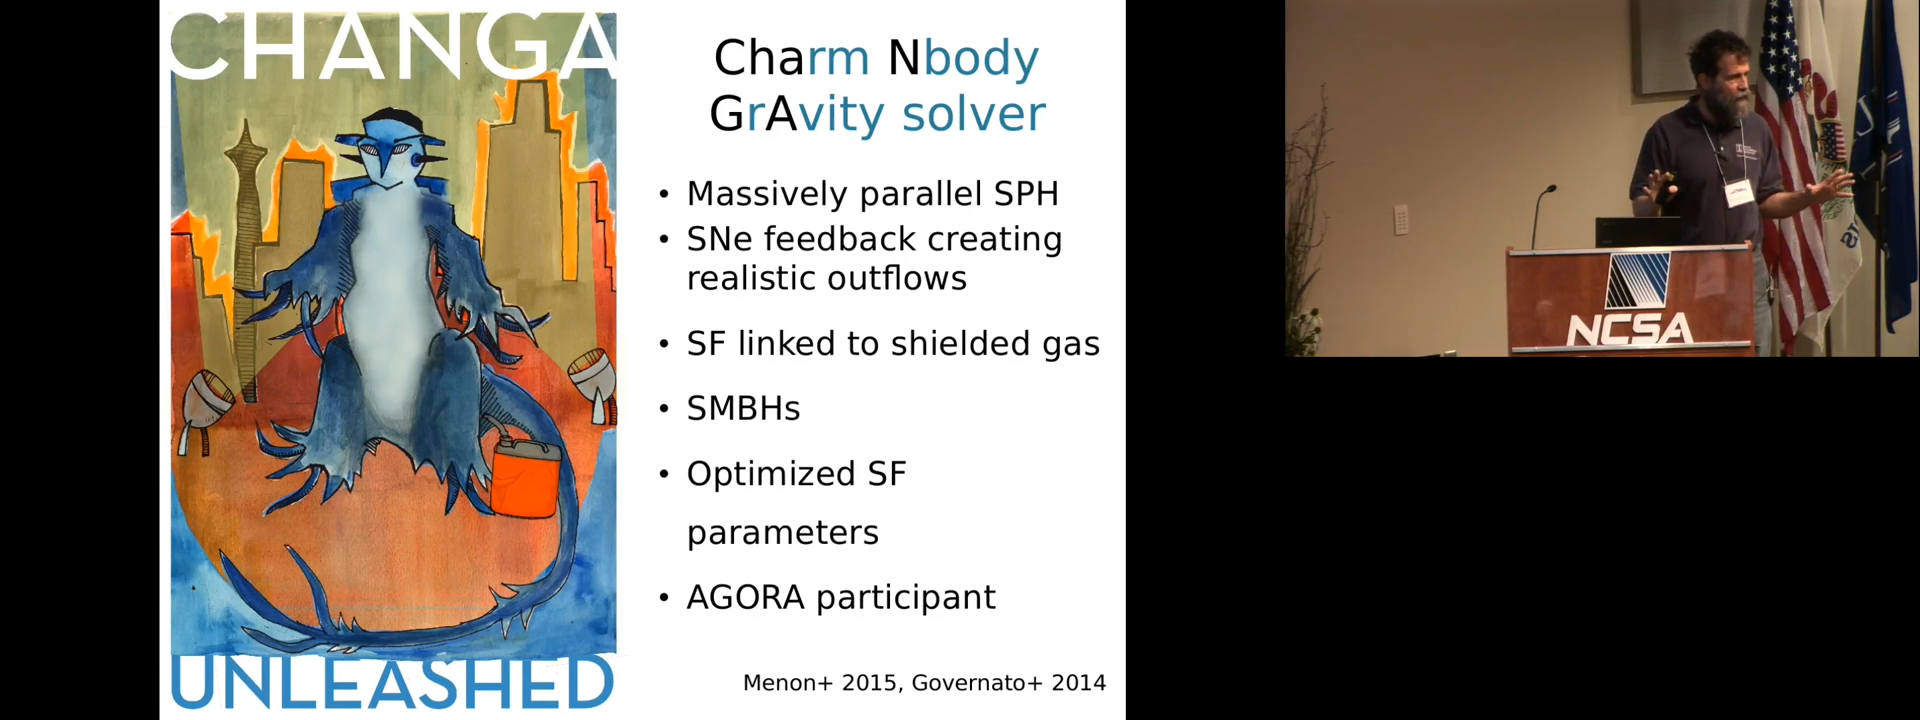 CHANGA
UNLEASHED
Charm Nbody
GrAvity solver
• Massively parallel SPH
• SNe feedback creating
realistic outflows
• SF linked to shielded gas
• SMBHs
• Optimized SF
parameters
• AGORA participant
Menon+ 2015, Governato+ 2014
NCSA